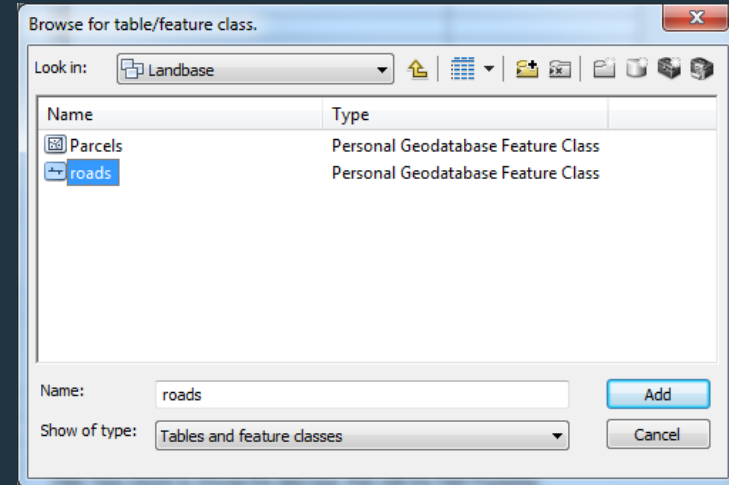 Browse for table/feature class.
Look in: Landbase
Name Type
Parcels Personal Geodatabase Feature Class
roads Personal Geodatabase Feature Class
Name: roads Add
Show of type: Tables and feature classes Cancel